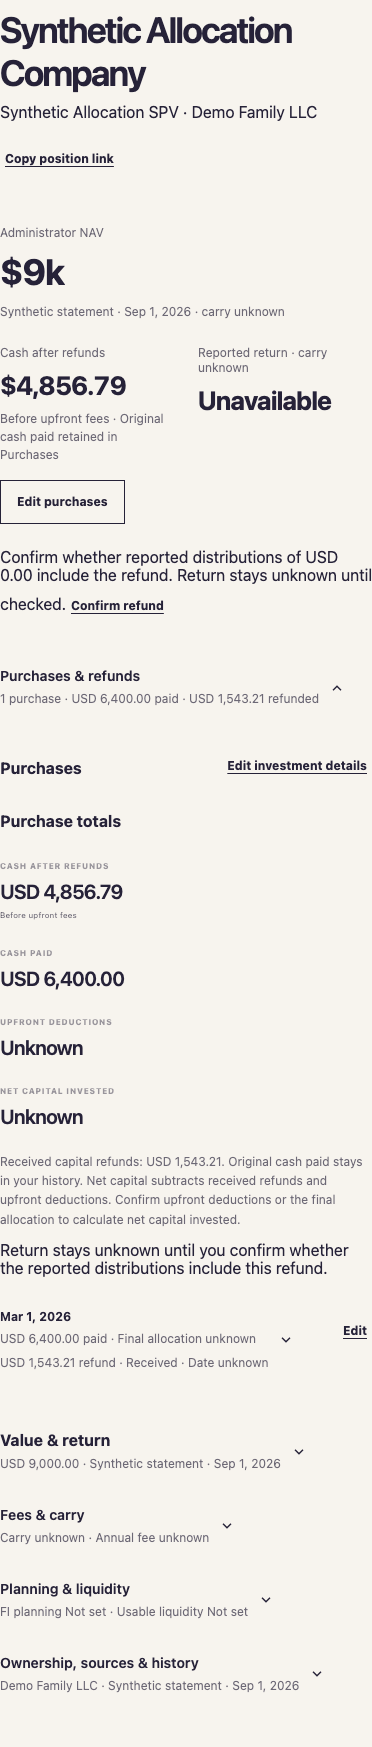 Synthetic Allocation
Company
Synthetic Allocation SPV · Demo Family LLC
Copy position link
Administrator NAV
$9k
Synthetic statement · Sep 1, 2026 · carry unknown
Cash after refunds
$4,856.79
Before upfront fees · Original
cash paid retained in
Purchases
Reported return · carry
unknown
Unavailable
Edit purchases
Confirm whether reported distributions of USD
0.00 include the refund. Return stays unknown until
checked. Confirm refund
Purchases & refunds
1 purchase · USD 6,400.00 paid · USD 1,543.21 refunded
Purchases
Edit investment details
Purchase totals
CASH AFTER REFUNDS
USD 4,856.79
Before upfront fees
CASH PAID
USD 6,400.00
UPFRONT DEDUCTIONS
Unknown
NET CAPITAL INVESTED
Unknown
Received capital refunds: USD 1,543.21. Original cash paid stays
in your history. Net capital subtracts received refunds and
upfront deductions. Confirm upfront deductions or the final
allocation to calculate net capital invested.
Return stays unknown until you confirm whether
the reported distributions include this refund.
Mar 1, 2026
USD 6,400.00 paid · Final allocation unknown
USD 1,543.21 refund · Received · Date unknown
Edit
Value & return
USD 9,000.00 · Synthetic statement · Sep 1, 2026
Fees & carry
Carry unknown · Annual fee unknown
Planning & liquidity
FI planning Not set · Usable liquidity Not set
Ownership, sources & history
Demo Family LLC · Synthetic statement · Sep 1, 2026